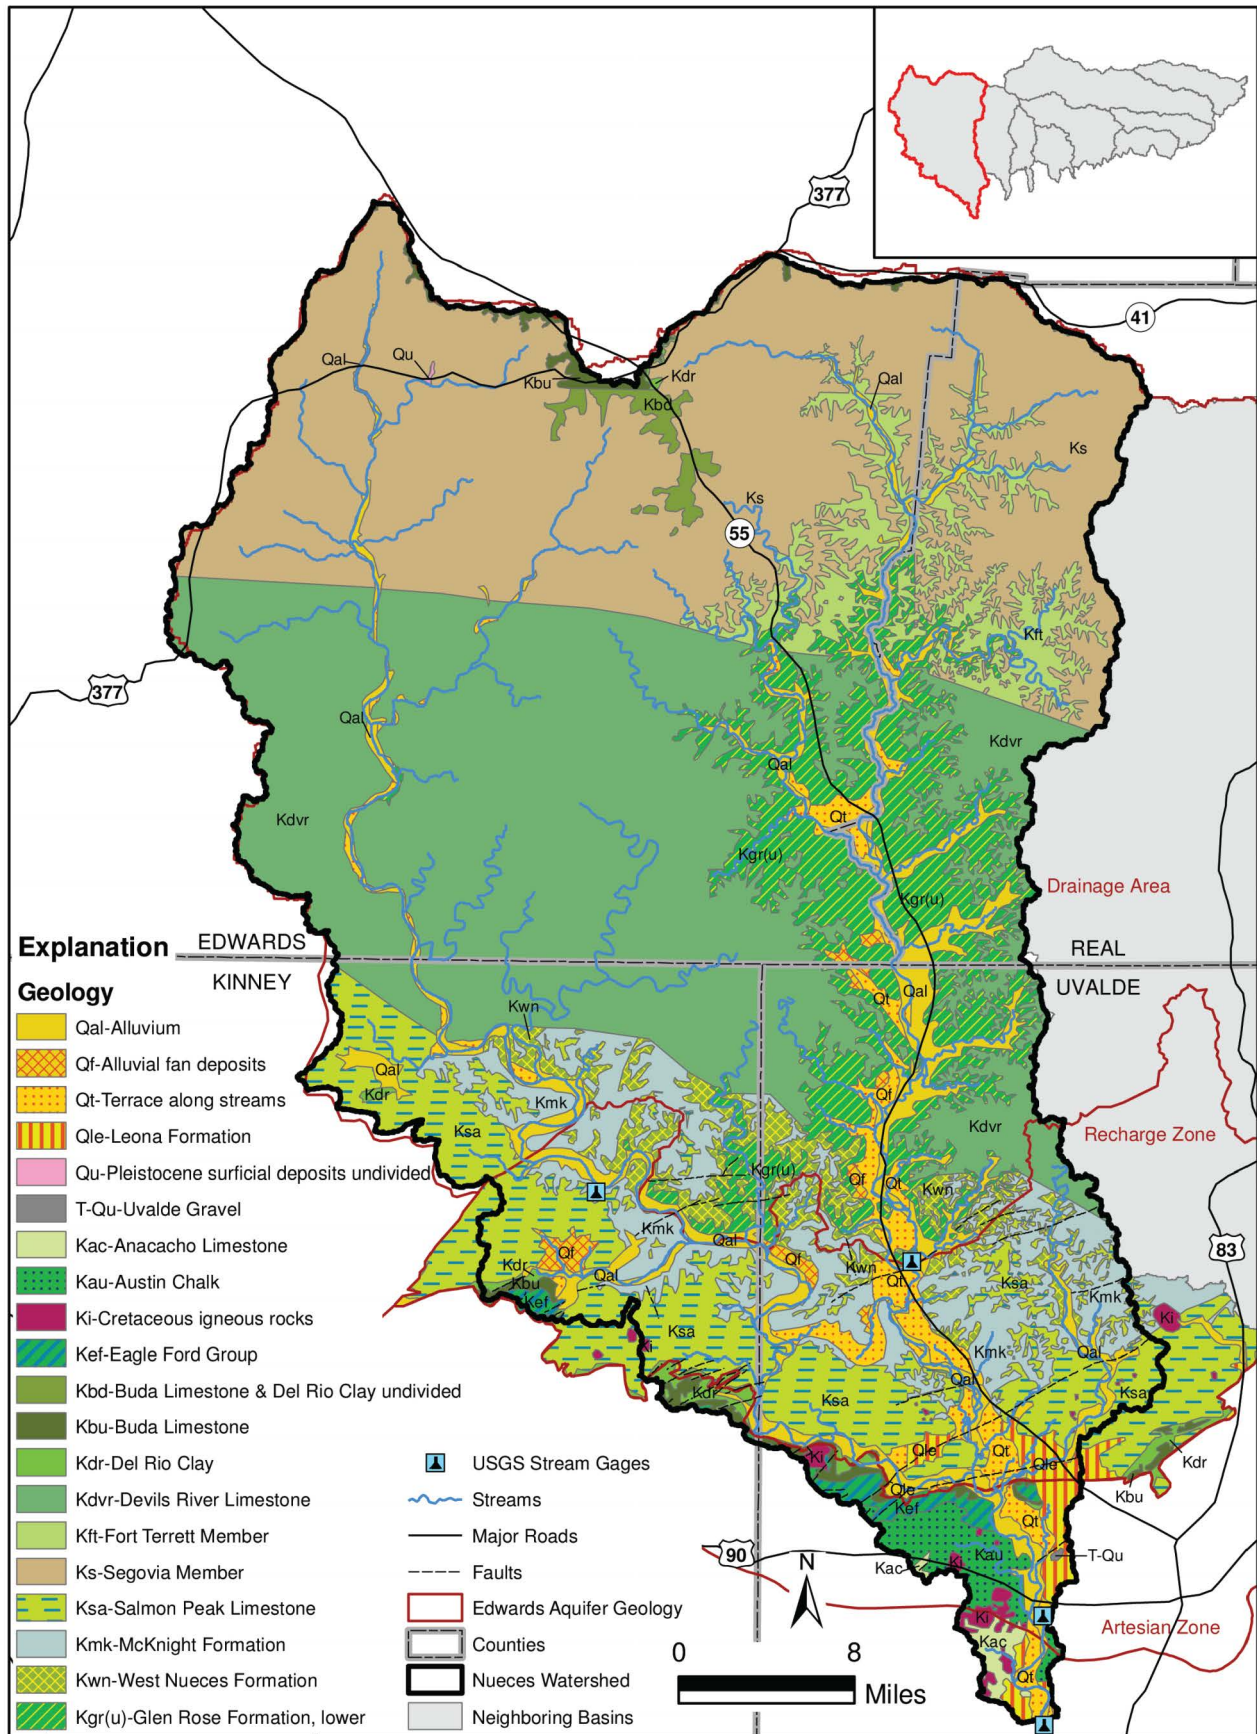 377
41
Qal
Qu
Kbu
Kdr
Kbd
Qal
Ks
Ks
55
Kft
377
Qal
Kdvr
Qal
Kdvr
Qt
Kgr(u)
Kgr(u)
Drainage Area
Explanation
EDWARDS
REAL
KINNEY
UVALDE
Geology
Qal-Alluvium
Qf-Alluvial fan deposits
Qt-Terrace along streams
Qle-Leona Formation
Qu-Pleistocene surficial deposits undivided
T-Qu-Uvalde Gravel
Kac-Anacacho Limestone
Kau-Austin Chalk
Ki-Cretaceous igneous rocks
Kef-Eagle Ford Group
Kbd-Buda Limestone & Del Rio Clay undivided
Kbu-Buda Limestone
Kdr-Del Rio Clay
Kdvr-Devils River Limestone
Kft-Fort Terrett Member
Ks-Segovia Member
Ksa-Salmon Peak Limestone
Kmk-McKnight Formation
Kwn-West Nueces Formation
Kgr(u)-Glen Rose Formation, lower
USGS Stream Gages
Streams
Major Roads
Faults
Edwards Aquifer Geology
Counties
Nueces Watershed
Neighboring Basins
Qt
Qal
Kwn
Qal
Kdr
Kmk
Qf
Ksa
Kdvr
Recharge Zone
Kgr(u)
Qf
Qt
Kwn
Kmk
Qal
83
Qf
Kdr
Kbu
Kef
Qal
Qf
Kwn
Qt
Ksa
Kmk
Ki
Ki
Ksa
Kmk
Qal
Kdr
Ksa
Qal
Ksa
Ki
Qle
Qt
Qle
Kdr
Kbu
Qle
Kef
Qt
90
Kac
Ki
Kau
T-Qu
N
Ki
Artesian Zone
Kac
Qf
0
8
Miles